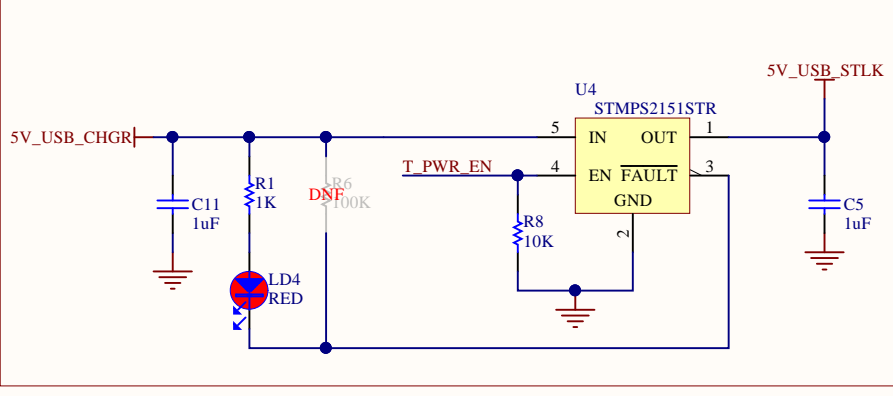 5V_USB_STLK
U4
STMPS2151STR
5V_USB_CHGR
5
IN
OUT
1
T_PWR_EN
4
EN
FAULT
3
GND
2
C11
1uF
R1
1K
R6
DNF
100K
R8
10K
C5
1uF
LD4
RED